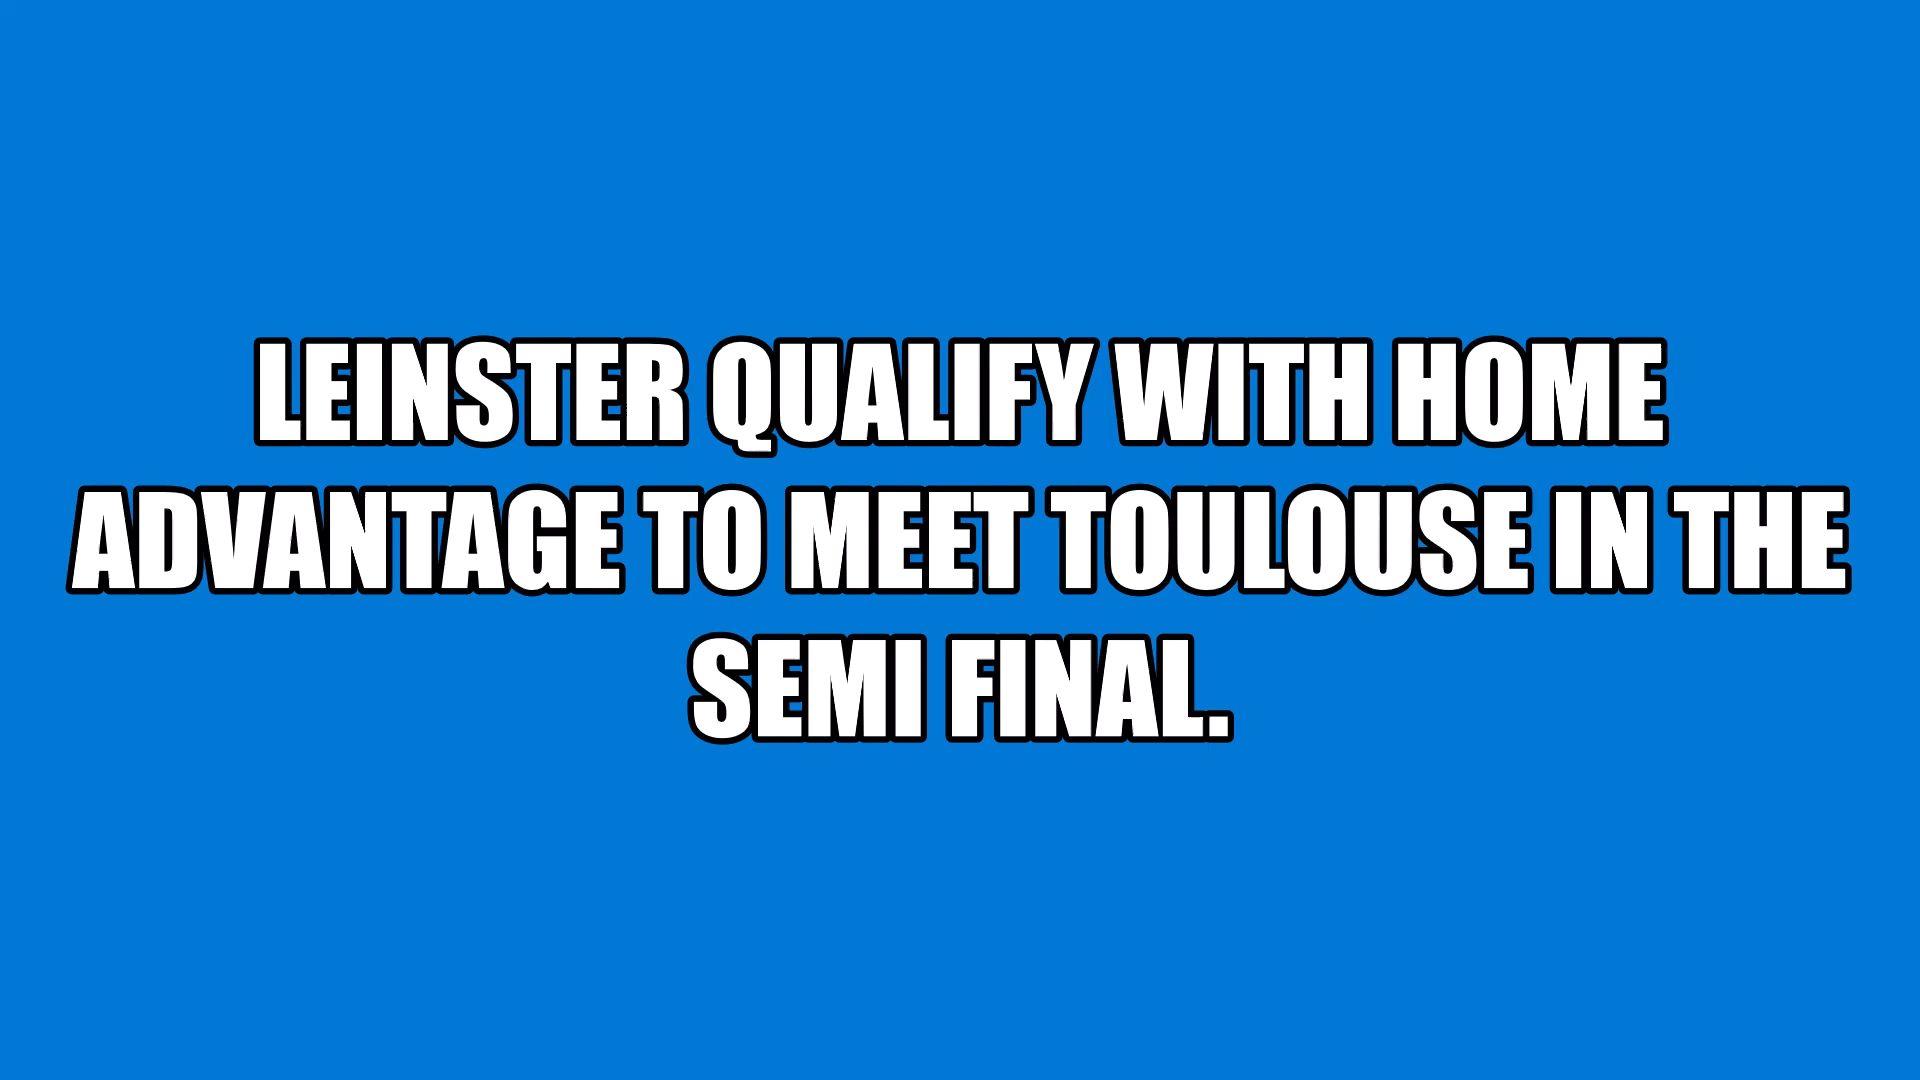 LEINSTER QUALIFY WITH HOME
ADVANTAGE TO MEET TOULOUSE IN THE
SEMI FINAL.